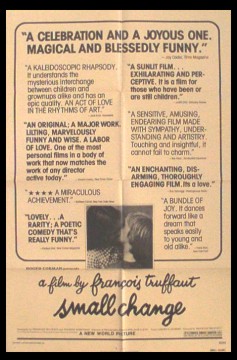 "A CELEBRATION AND A JOYOUS ONE.
MAGICAL AND BLESSEDLY FUNNY."
"A KALEIDOSCOPIC RHAPSODY.
It understands the
mysterious interchange
between children and
grownups alike and has an
epic quality. AN ACT OF LOVE
IN THE RHYTHMS OF ART.
"AN ORIGINAL; A MAJOR WORK.
LILTING, MARVELOUSLY
FUNNY AND WISE. A LABOR
OF LOVE. One of the most
personal films in a body of
work that now matches the
work of any director
active today."
"★★★★ A MIRACULOUS
ACHIEVEMENT."
"LOVELY... A
RARITY; A POETIC
COMEDY THAT'S
REALLY FUNNY."
"A SUNLIT FILM...
EXHILARATING AND PER-
CEPTIVE. It is a film for
those who have been or
are still children."
A SENSITIVE, AMUSING,
ENDEARING FILM MADE
WITH SYMPATHY, UNDER-
STANDING AND ARTISTRY.
Touching and insightful, it
cannot fail to charm."
"AN ENCHANTING, DIS-
ARMING, THOROUGHLY
ENGAGING FILM. It's a love."
"A BUNDLE OF
JOY. It dances
forward like a
dream that
speaks easily
to young and
old alike."
a film by françois truffaut
small change
A NEW WORLD PICTURE